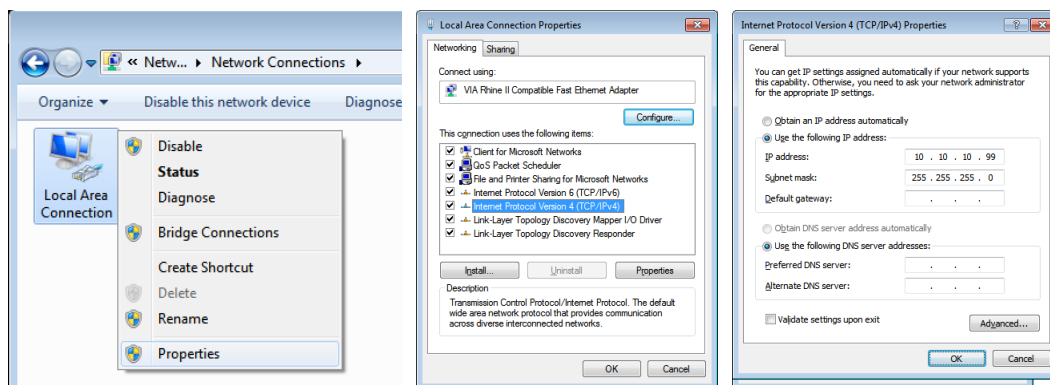 « Netw... ▸ Network Connections ▸
Organize ▾ Disable this network device Diagnose
Local Area
Connection
Disable
Status
Diagnose
Bridge Connections
Create Shortcut
Delete
Rename
Properties
Local Area Connection Properties
Networking Sharing
Connect using:
VIA Rhine II Compatible Fast Ethernet Adapter
Configure...
This connection uses the following items:
Client for Microsoft Networks
QoS Packet Scheduler
File and Printer Sharing for Microsoft Networks
Internet Protocol Version 6 (TCP/IPv6)
Internet Protocol Version 4 (TCP/IPv4)
Link-Layer Topology Discovery Mapper I/O Driver
Link-Layer Topology Discovery Responder
Install... Uninstall Properties
Description
Transmission Control Protocol/Internet Protocol. The default
wide area network protocol that provides communication
across diverse interconnected networks.
OK Cancel
Internet Protocol Version 4 (TCP/IPv4) Properties
General
You can get IP settings assigned automatically if your network supports
this capability. Otherwise, you need to ask your network administrator
for the appropriate IP settings.
Obtain an IP address automatically
Use the following IP address:
IP address: 10 . 10 . 10 . 99
Subnet mask: 255 . 255 . 255 . 0
Default gateway: . . .
Obtain DNS server address automatically
Use the following DNS server addresses:
Preferred DNS server: . . .
Alternate DNS server: . . .
Validate settings upon exit
Advanced...
OK Cancel